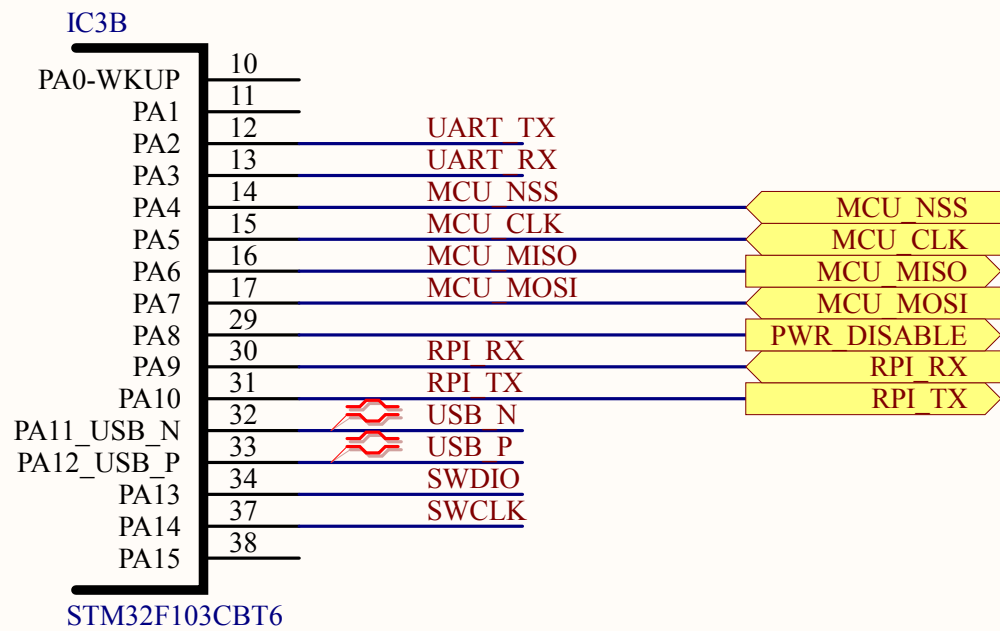 IC3B
PA0-WKUP 10
PA1 11
PA2 12 UART_TX
PA3 13 UART_RX
PA4 14 MCU_NSS MCU_NSS
PA5 15 MCU_CLK MCU_CLK
PA6 16 MCU_MISO MCU_MISO
PA7 17 MCU_MOSI MCU_MOSI
PA8 29 PWR_DISABLE
PA9 30 RPI_RX RPI_RX
PA10 31 RPI_TX RPI_TX
PA11_USB_N 32 USB_N
PA12_USB_P 33 USB_P
PA13 34 SWDIO
PA14 37 SWCLK
PA15 38
STM32F103CBT6